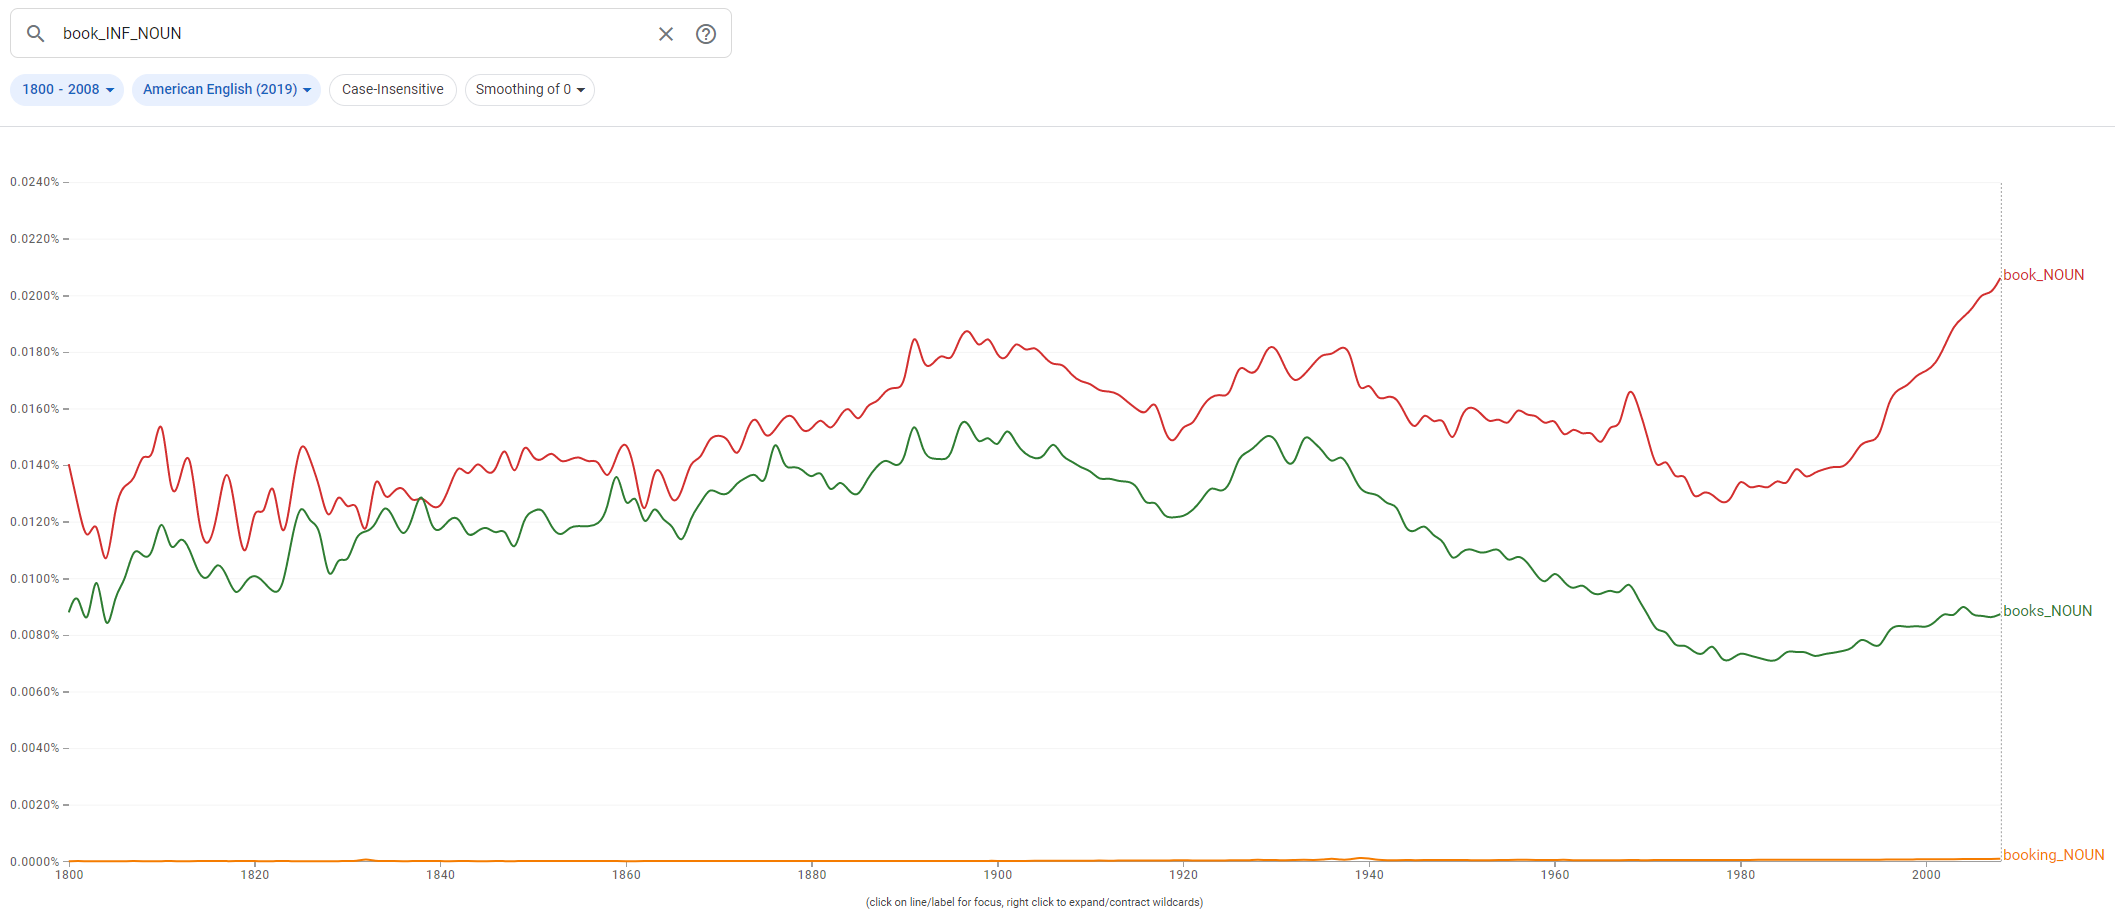 book_INF_NOUN
1800 - 2008 American English (2019) Case-Insensitive Smoothing of 0
0.0240%
0.0220%
0.0200%
0.0180%
0.0160%
0.0140%
0.0120%
0.0100%
0.0080%
0.0060%
0.0040%
0.0020%
0.0000%
book_NOUN
books_NOUN
booking_NOUN
1800 1820 1840 1860 1880 1900 1920 1940 1960 1980 2000
(click on line/label for focus, right click to expand/contract wildcards)